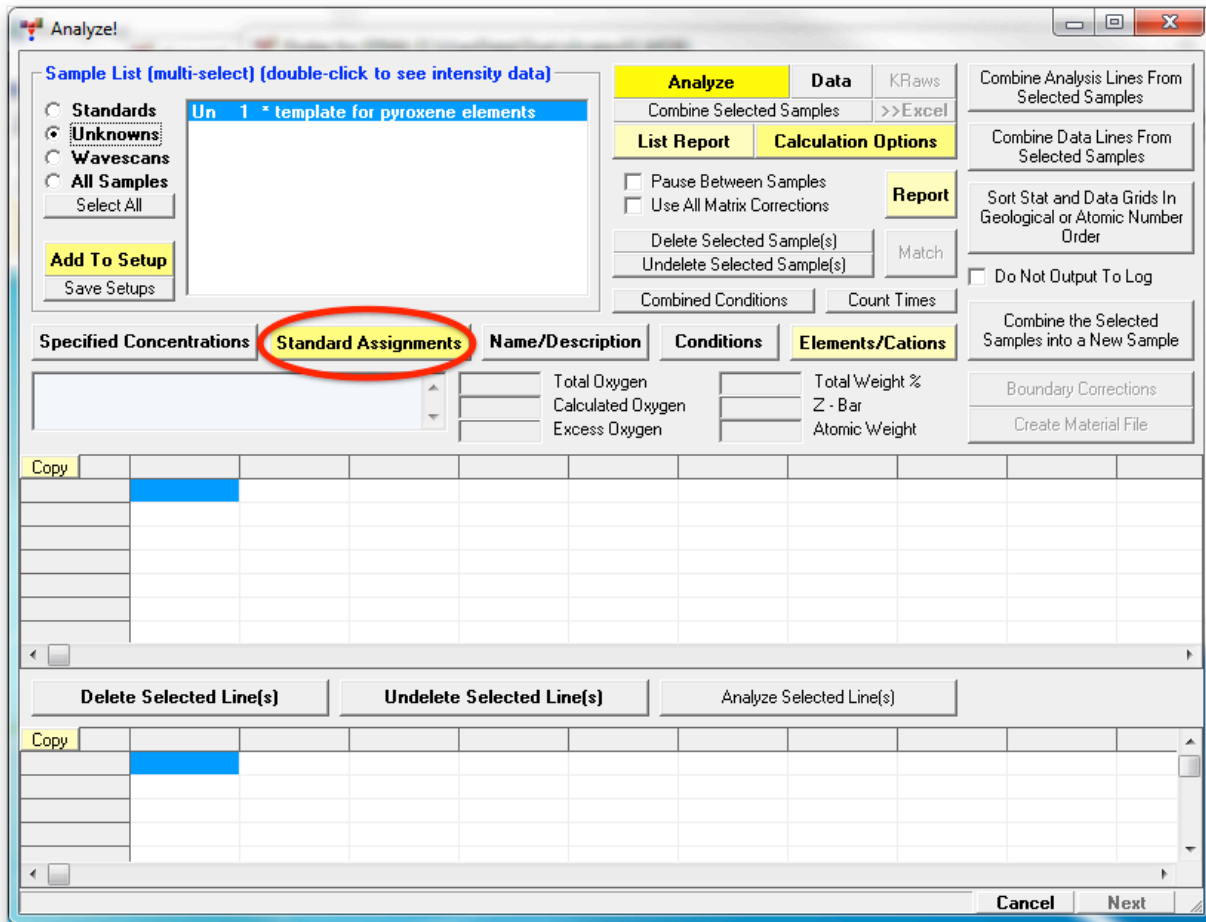 Analyze!
Sample List (multi-select) (double-click to see intensity data)
Standards
Unknowns
Wavescans
All Samples
Select All
Add To Setup
Save Setups
Un 1 * template for pyroxene elements
Analyze
Data
KRaws
Combine Selected Samples
>>Excel
List Report
Calculation Options
Pause Between Samples
Use All Matrix Corrections
Report
Delete Selected Sample(s)
Undelete Selected Sample(s)
Match
Combined Conditions
Count Times
Combine Analysis Lines From
Selected Samples
Combine Data Lines From
Selected Samples
Sort Stat and Data Grids In
Geological or Atomic Number
Order
Do Not Output To Log
Combine the Selected
Samples into a New Sample
Specified Concentrations
Standard Assignments
Name/Description
Conditions
Elements/Cations
Total Oxygen
Calculated Oxygen
Excess Oxygen
Total Weight %
Z - Bar
Atomic Weight
Boundary Corrections
Create Material File
Copy
Delete Selected Line(s)
Undelete Selected Line(s)
Analyze Selected Line(s)
Copy
Cancel
Next